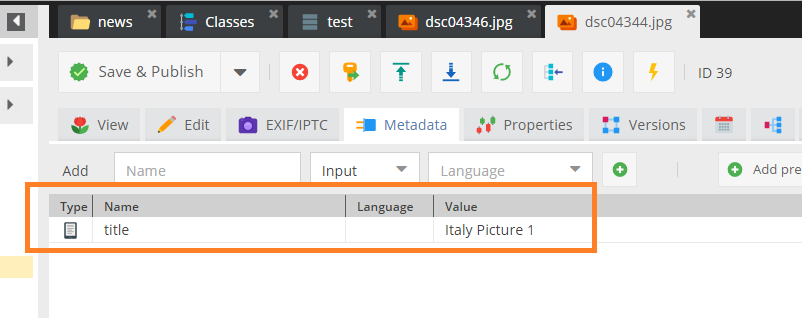 news Classes test dsc04346.jpg dsc04344.jpg
Save & Publish ID 39
View Edit EXIF/IPTC Metadata Properties Versions
Add Name Input Language Add pre
Type Name Language Value
title Italy Picture 1